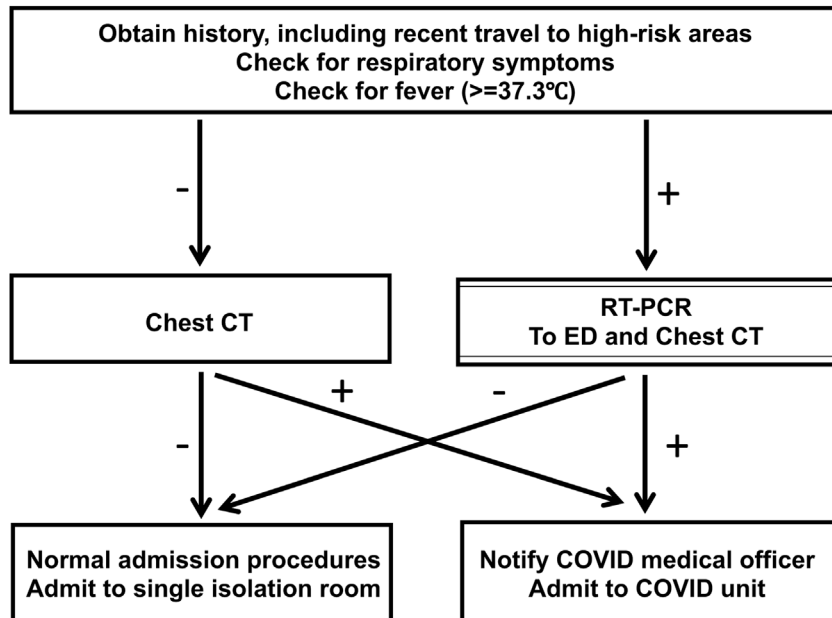 Obtain history, including recent travel to high-risk areas
Check for respiratory symptoms
Check for fever (>=37.3℃)
-
+
Chest CT
RT-PCR
To ED and Chest CT
-
+
-
+
Normal admission procedures
Admit to single isolation room
Notify COVID medical officer
Admit to COVID unit